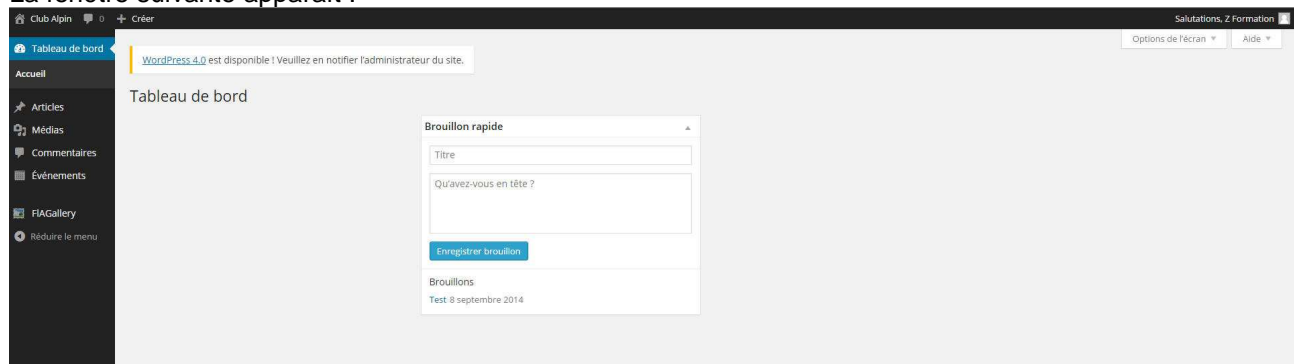 La fenêtre suivante apparaît :
Club Alpin 0 + Créer Salutations, Z Formation
Tableau de bord Options de l'écran Aide
WordPress 4.0 est disponible ! Veuillez en notifier l'administrateur du site.
Accueil
Tableau de bord
Articles
Médias
Commentaires
Événements
FlAGallery
Réduire le menu
Brouillon rapide
Titre
Qu'avez-vous en tête ?
Enregistrer brouillon
Brouillons
Test 8 septembre 2014